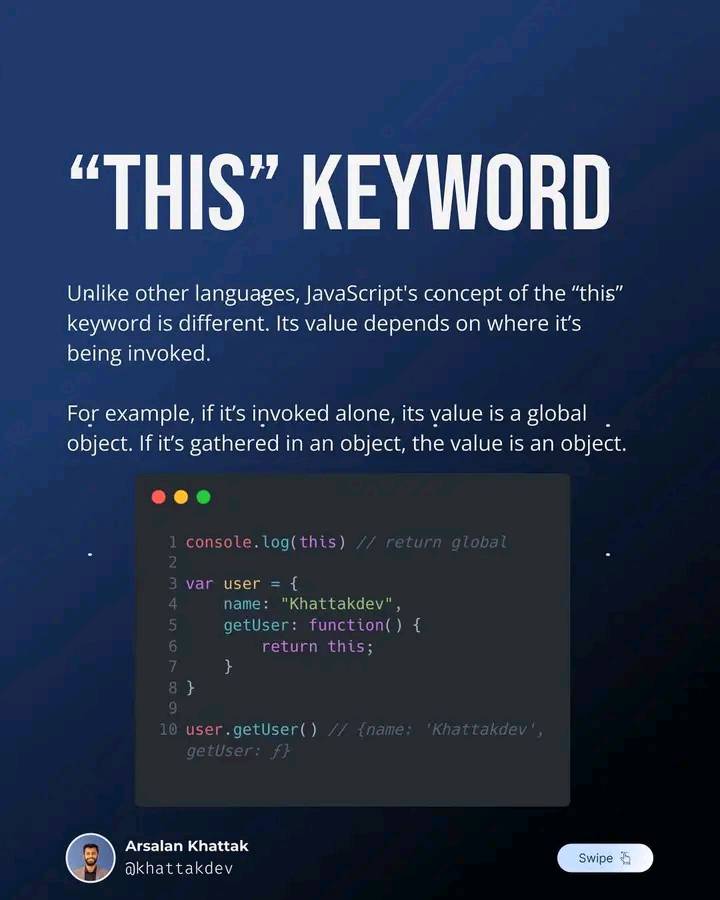 “THIS” KEYWORD
Unlike other languages, JavaScript's concept of the “this”
keyword is different. Its value depends on where it’s
being invoked.
For example, if it’s invoked alone, its value is a global
object. If it’s gathered in an object, the value is an object.
1 console.log(this) // return global
2
3 var user = {
4     name: "Khattakdev",
5     getUser: function() {
6         return this;
7     }
8 }
9
10 user.getUser() // {name: 'Khattakdev',
getUser: ƒ}
Arsalan Khattak
@khattakdev
Swipe